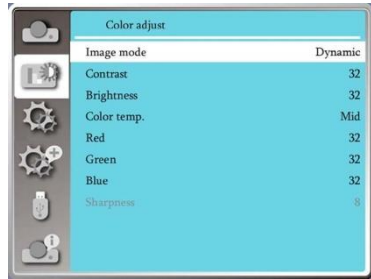 Color adjust
Image mode Dynamic
Contrast 32
Brightness 32
Color temp. Mid
Red 32
Green 32
Blue 32
Sharpness 8